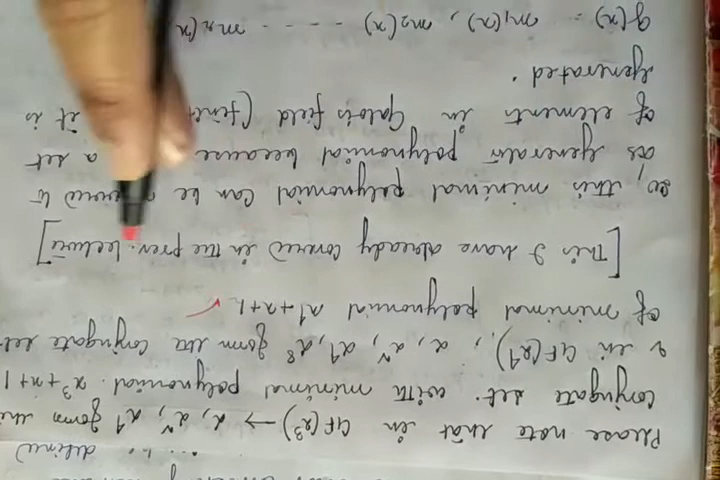 defined
Please note that in GF(2³) → α, α², α⁴ form the
conjugate set with minimal polynomial x³+x+1
& in GF(2⁴), α, α², α⁴, α⁸ form the conjugate set
of minimal polynomial x⁴+x+1.
[This I have already covered in the prev. lecture]
So, this minimal polynomial can be to
as generator polynomial because a set
of elements in Galois field (finite it is
generated.
g(x) = m₁(x), m₂(x) - - - - mₙ(x